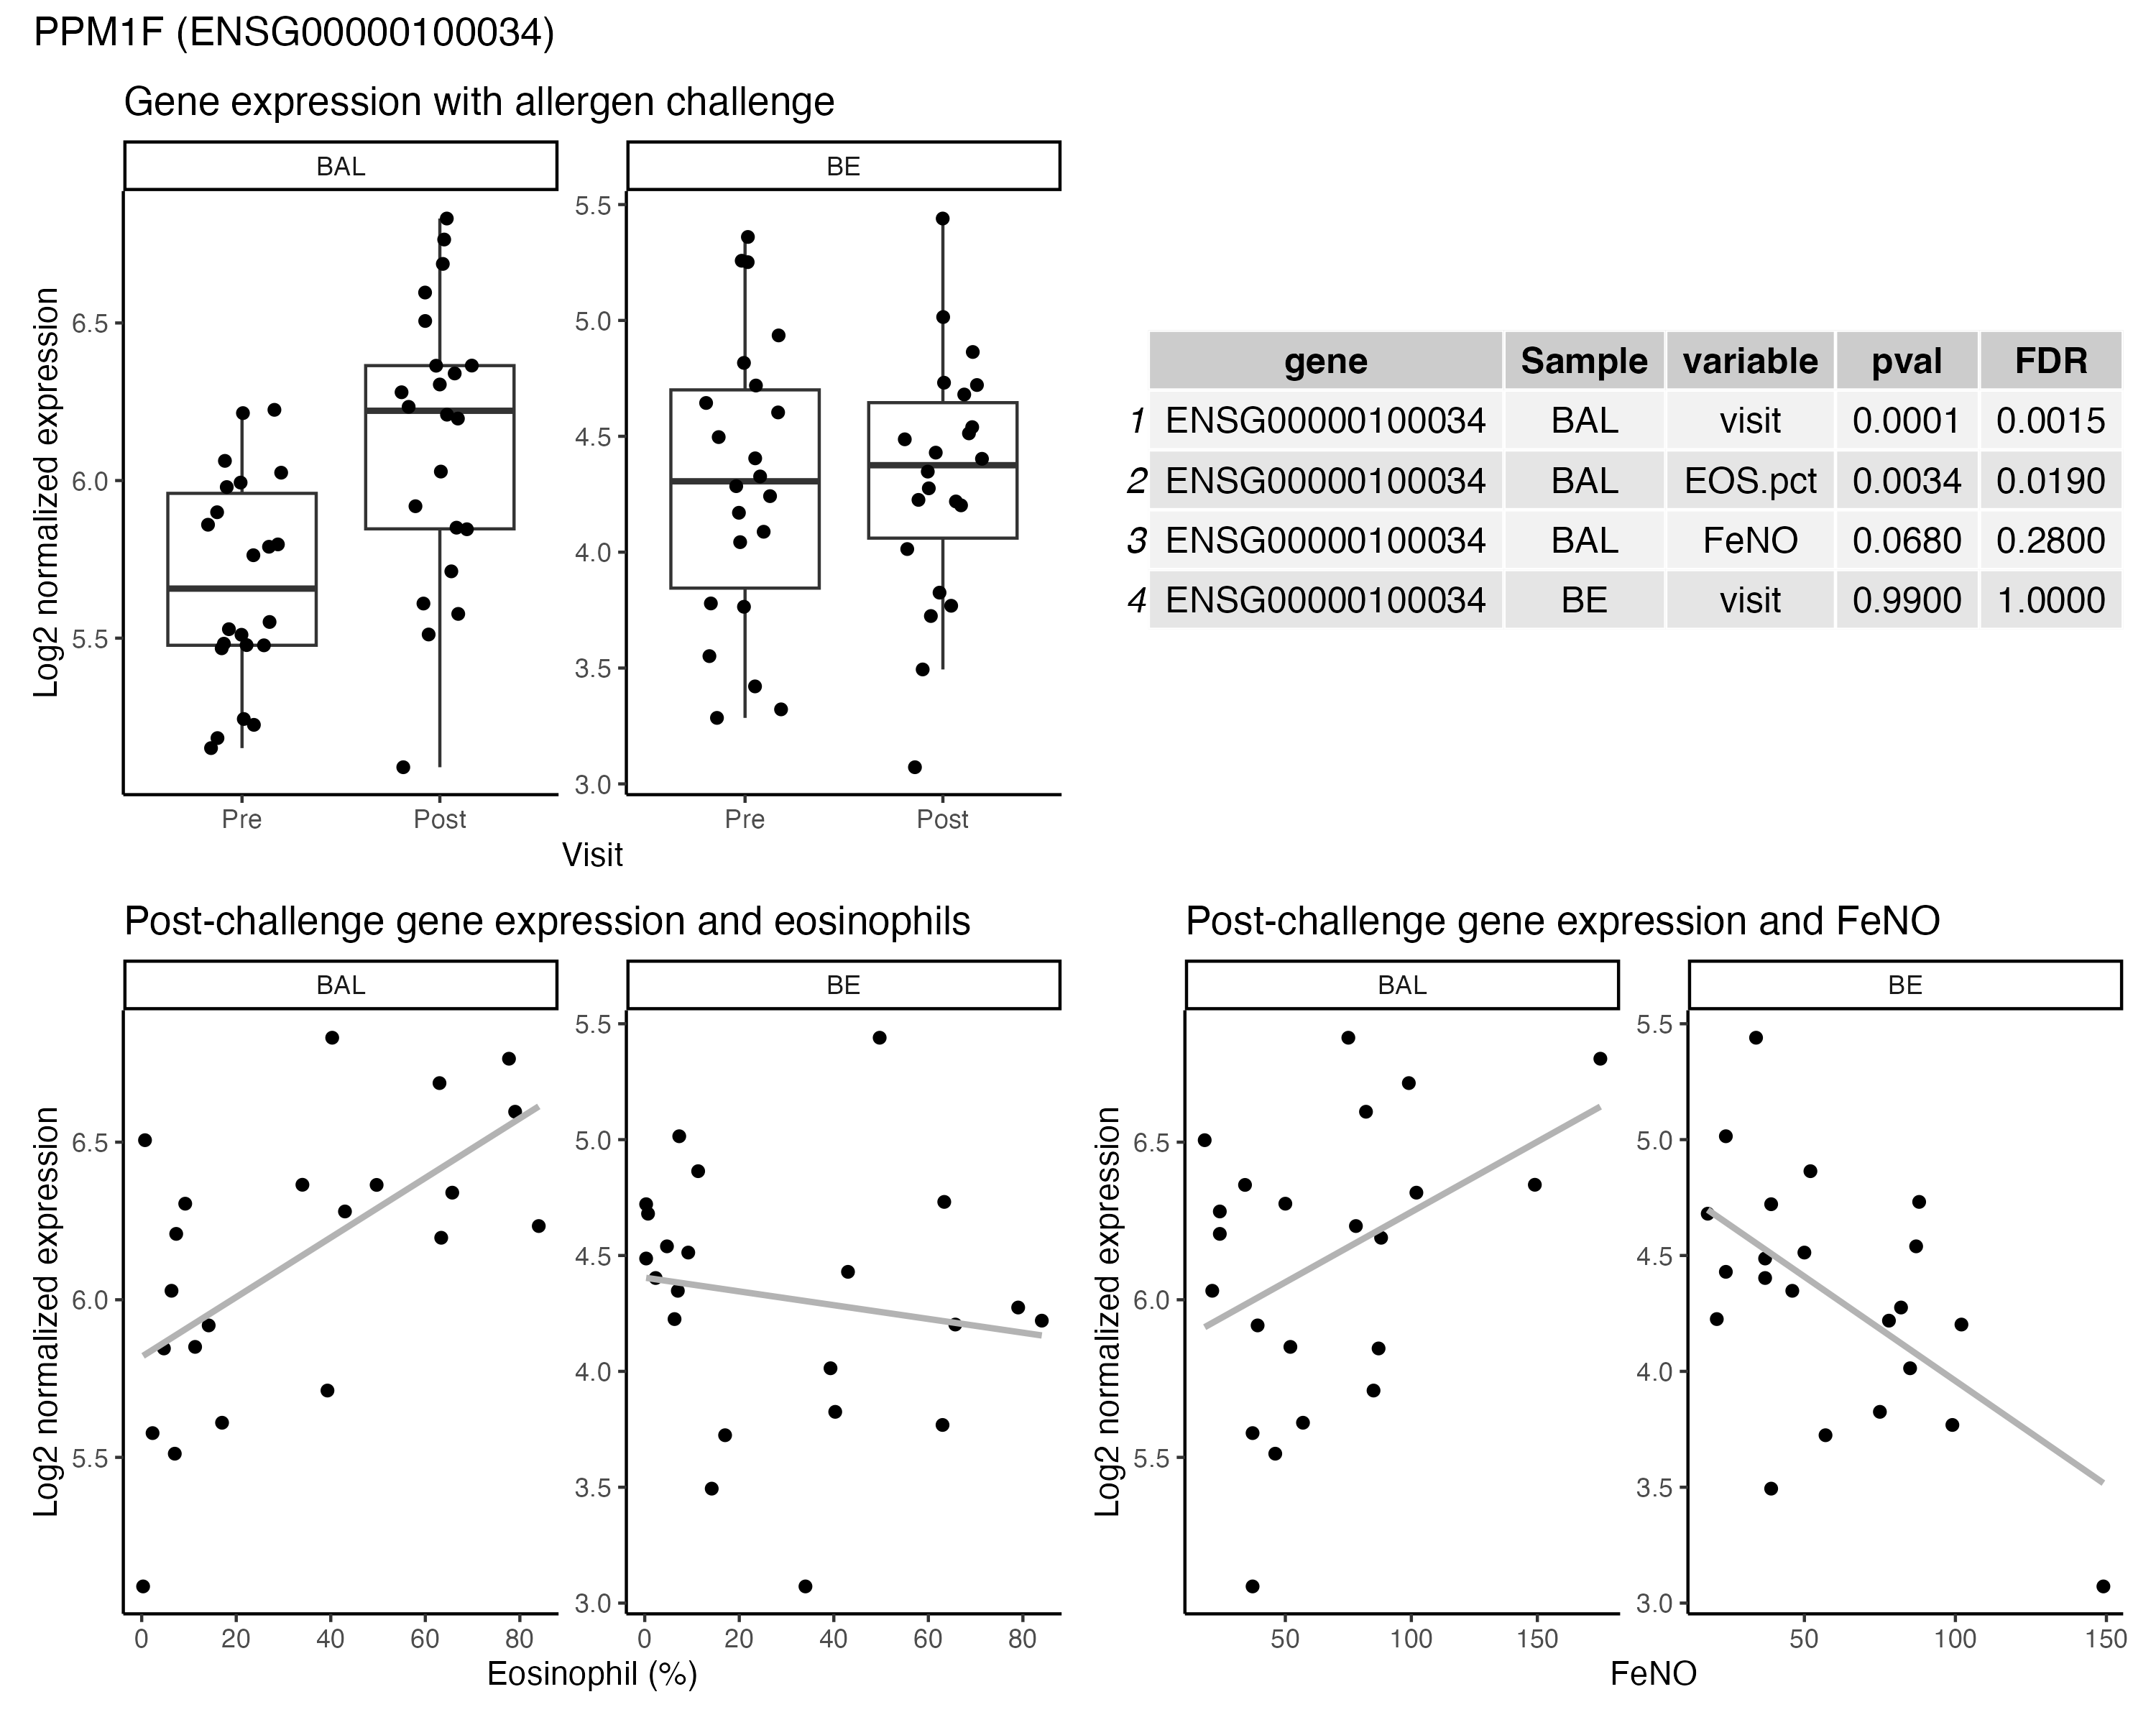 PPM1F (ENSG00000100034)
Gene expression with allergen challenge
BAL
BE
Log2 normalized expression
6.5
6.0
5.5
5.5
5.0
4.5
4.0
3.5
3.0
Pre
Post
Pre
Post
Visit
gene Sample variable pval FDR
1 ENSG00000100034 BAL visit 0.0001 0.0015
2 ENSG00000100034 BAL EOS.pct 0.0034 0.0190
3 ENSG00000100034 BAL FeNO 0.0680 0.2800
4 ENSG00000100034 BE visit 0.9900 1.0000
Post-challenge gene expression and eosinophils
BAL
BE
Log2 normalized expression
6.5
6.0
5.5
5.5
5.0
4.5
4.0
3.5
3.0
0 20 40 60 80
0 20 40 60 80
Eosinophil (%)
Post-challenge gene expression and FeNO
BAL
BE
Log2 normalized expression
6.5
6.0
5.5
5.5
5.0
4.5
4.0
3.5
3.0
50 100 150
50 100 150
FeNO